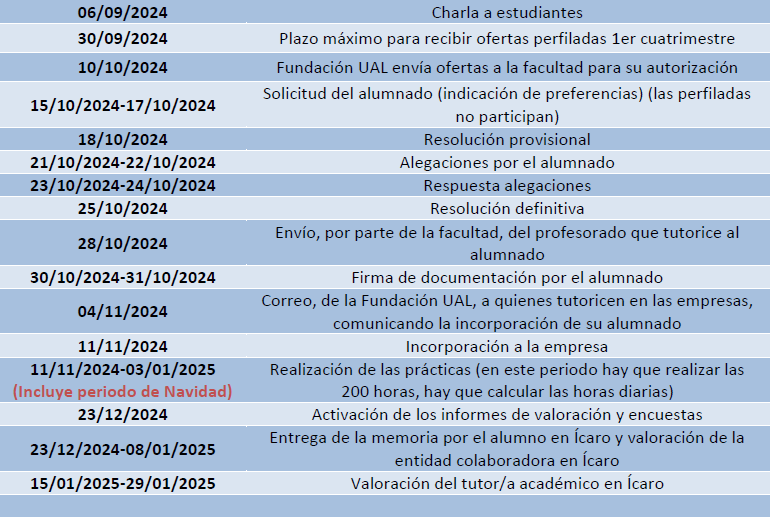 06/09/2024 Charla a estudiantes
30/09/2024 Plazo máximo para recibir ofertas perfiladas 1er cuatrimestre
10/10/2024 Fundación UAL envía ofertas a la facultad para su autorización
15/10/2024-17/10/2024 Solicitud del alumnado (indicación de preferencias) (las perfiladas
no participan)
18/10/2024 Resolución provisional
21/10/2024-22/10/2024 Alegaciones por el alumnado
23/10/2024-24/10/2024 Respuesta alegaciones
25/10/2024 Resolución definitiva
28/10/2024 Envío, por parte de la facultad, del profesorado que tutorice al
alumnado
30/10/2024-31/10/2024 Firma de documentación por el alumnado
04/11/2024 Correo, de la Fundación UAL, a quienes tutoricen en las empresas,
comunicando la incorporación de su alumnado
11/11/2024 Incorporación a la empresa
11/11/2024-03/01/2025 Realización de las prácticas (en este periodo hay que realizar las
(Incluye periodo de Navidad) 200 horas, hay que calcular las horas diarias)
23/12/2024 Activación de los informes de valoración y encuestas
23/12/2024-08/01/2025 Entrega de la memoria por el alumno en Ícaro y valoración de la
entidad colaboradora en Ícaro
15/01/2025-29/01/2025 Valoración del tutor/a académico en Ícaro